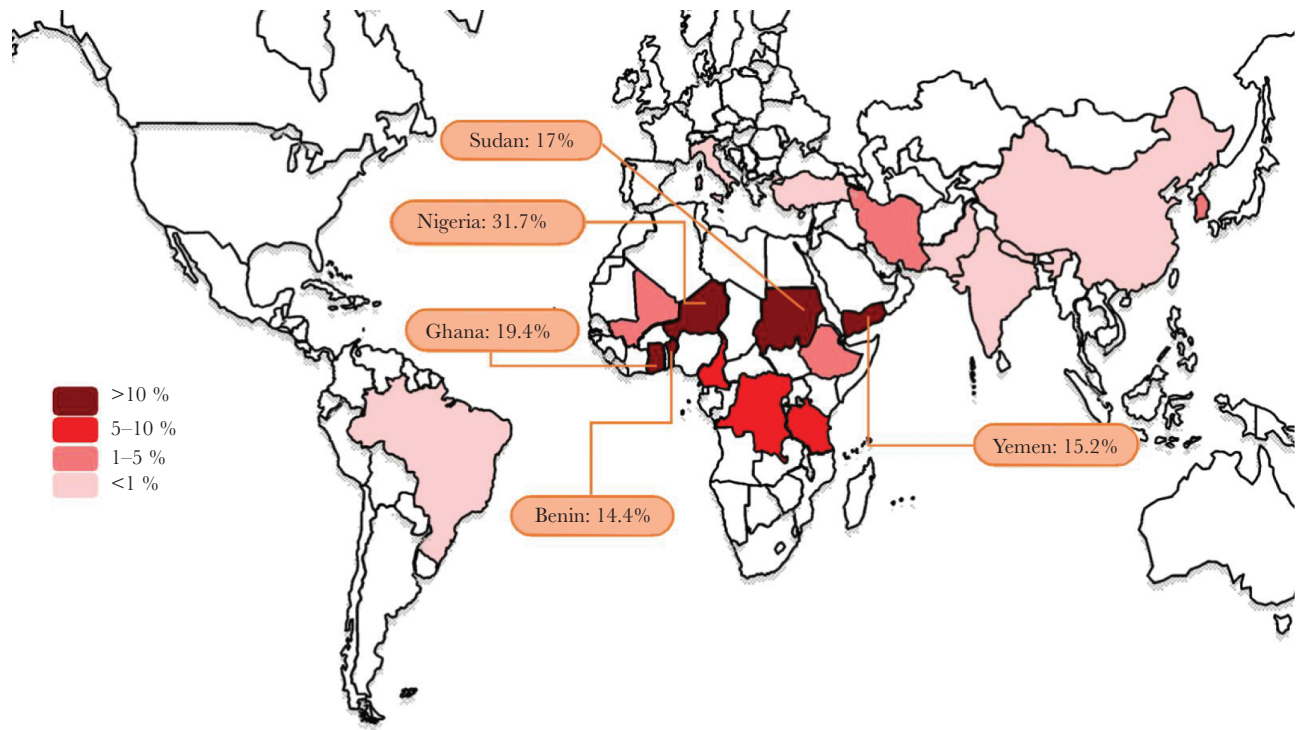 Sudan: 17%
Nigeria: 31.7%
Ghana: 19.4%
>10 %
5–10 %
1–5 %
<1 %
Yemen: 15.2%
Benin: 14.4%